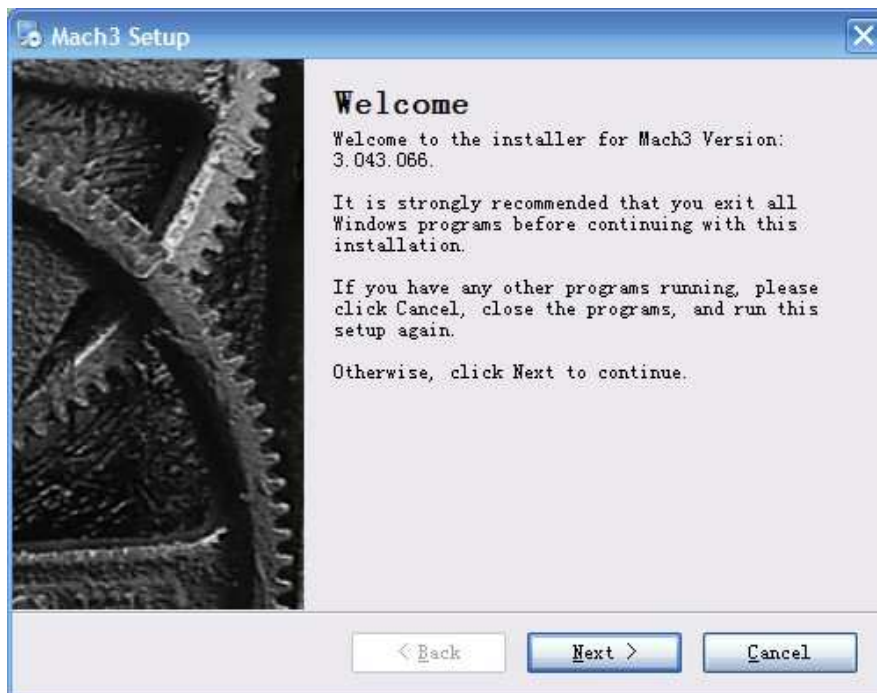 Mach3 Setup
Welcome
Welcome to the installer for Mach3 Version:
3.043.066.
It is strongly recommended that you exit all
Windows programs before continuing with this
installation.
If you have any other programs running, please
click Cancel, close the programs, and run this
setup again.
Otherwise, click Next to continue.
< Back
Next >
Cancel